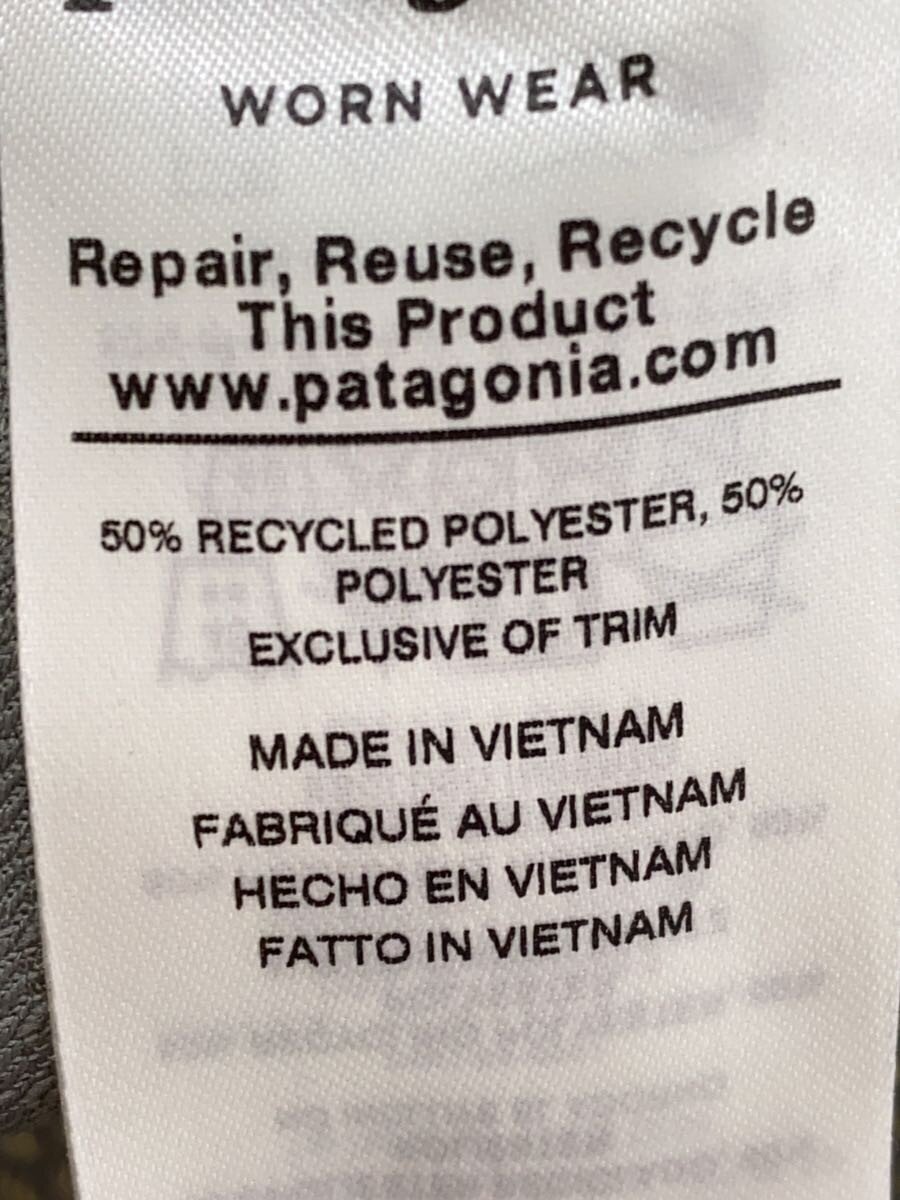 WORN WEAR
Repair, Reuse, Recycle
This Product
www.patagonia.com
50% RECYCLED POLYESTER, 50%
POLYESTER
EXCLUSIVE OF TRIM
MADE IN VIETNAM
FABRIQUÉ AU VIETNAM
HECHO EN VIETNAM
FATTO IN VIETNAM